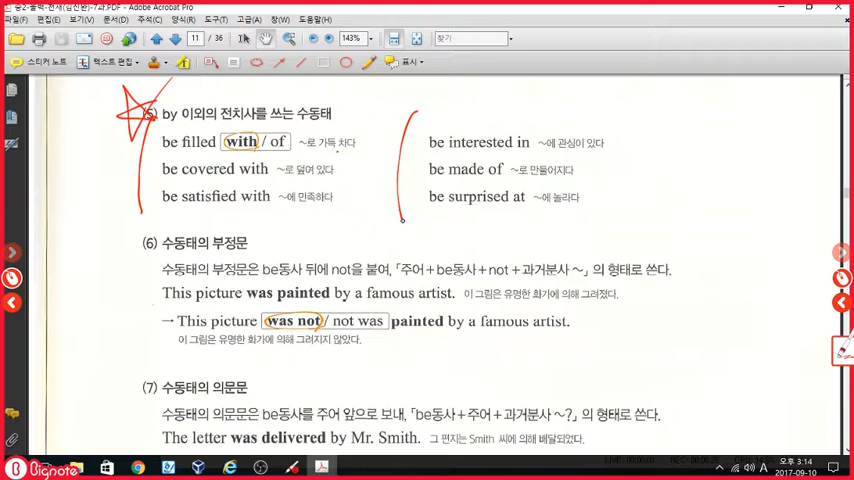 중2-블랙-천재(김진완)-7과.PDF - Adobe Acrobat Pro
파일(F) 편집(E) 보기(V) 문서(D) 주석(C) 양식(R) 도구(T) 고급(A) 창(W) 도움말(H)
11 / 36 143% 찾기
스티커 노트 텍스트 편집 표시
(5) by 이외의 전치사를 쓰는 수동태
be filled with / of ~로 가득 차다 be interested in ~에 관심이 있다
be covered with ~로 덮여 있다 be made of ~로 만들어지다
be satisfied with ~에 만족하다 be surprised at ~에 놀라다
(6) 수동태의 부정문
수동태의 부정문은 be동사 뒤에 not을 붙여, 「주어+be동사+not+과거분사 ~」의 형태로 쓴다.
This picture was painted by a famous artist. 이 그림은 유명한 화가에 의해 그려졌다.
→ This picture was not / not was painted by a famous artist.
이 그림은 유명한 화가에 의해 그려지지 않았다.
(7) 수동태의 의문문
수동태의 의문문은 be동사를 주어 앞으로 보내, 「be동사+주어+과거분사 ~?」의 형태로 쓴다.
The letter was delivered by Mr. Smith. 그 편지는 Smith 씨에 의해 배달되었다.
Bignote
A 오후 3:14
2017-09-10